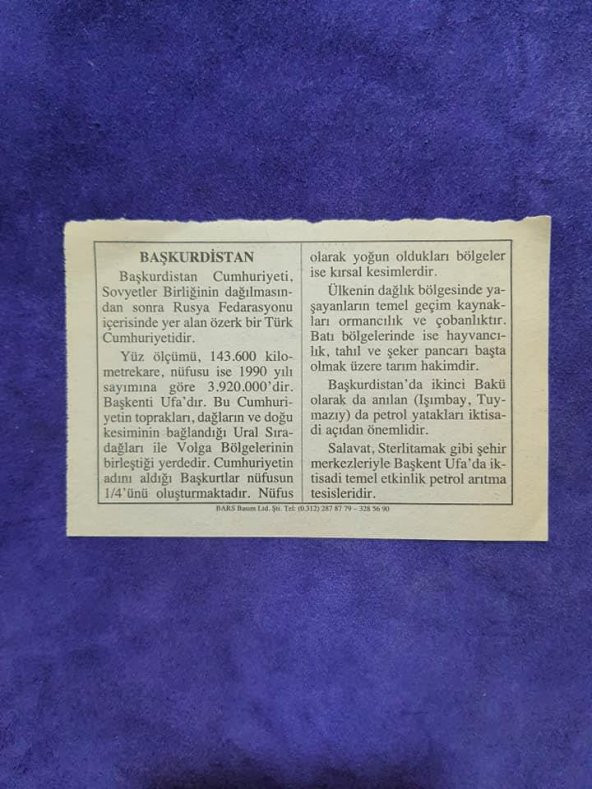 BAŞKURDİSTAN
Başkurdistan Cumhuriyeti,
Sovyetler Birliğinin dağılmasın-
dan sonra Rusya Fedarasyonu
içerisinde yer alan özerk bir Türk
Cumhuriyetidir.
Yüz ölçümü, 143.600 kilo-
metrekare, nüfusu ise 1990 yılı
sayımına göre 3.920.000'dir.
Başkenti Ufa'dır. Bu Cumhuri-
yetin toprakları, dağların ve doğu
kesiminin bağlandığı Ural Sıra-
dağları ile Volga Bölgelerinin
birleştiği yerdedir. Cumhuriyetin
adını aldığı Başkurtlar nüfusun
1/4'ünü oluşturmaktadır. Nüfus
olarak yoğun oldukları bölgeler
ise kırsal kesimlerdir.
Ülkenin dağlık bölgesinde ya-
şayanların temel geçim kaynak-
ları ormancılık ve çobanlıktır.
Batı bölgelerinde ise hayvancı-
lık, tahıl ve şeker pancarı başta
olmak üzere tarım hakimdir.
Başkurdistan'da ikinci Bakü
olarak da anılan (Işımbay, Tuy-
mazıy) da petrol yatakları iktisa-
di açıdan önemlidir.
Salavat, Sterlitamak gibi şehir
merkezleriyle Başkent Ufa'da ik-
tisadi temel etkinlik petrol arıtma
tesisleridir.
BARS Basım Ltd. Şti. Tel: (0.312) 287 87 79 – 328 56 90